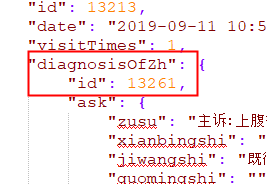 "id": 13213,
"date": "2019-09-11 10:5
"visitTimes": 1,
"diagnosisOfZh": {
"id": 13261,
"ask": {
"zusu": "主诉:上腹
"xianbingshi": "
"jiwangshi": "既往
"guomingshi": ""